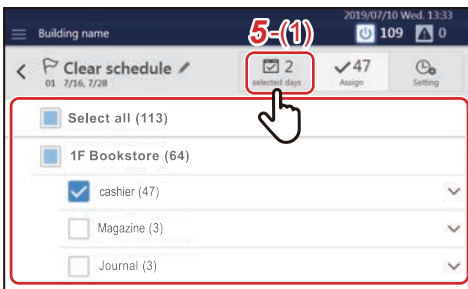 2019/07/10 Wed. 13:33
Building name
5-(1)
109
0
Clear schedule
01 7/16, 7/28
2
selected days
47
Assign
Setting
Select all (113)
1F Bookstore (64)
cashier (47)
Magazine (3)
Journal (3)